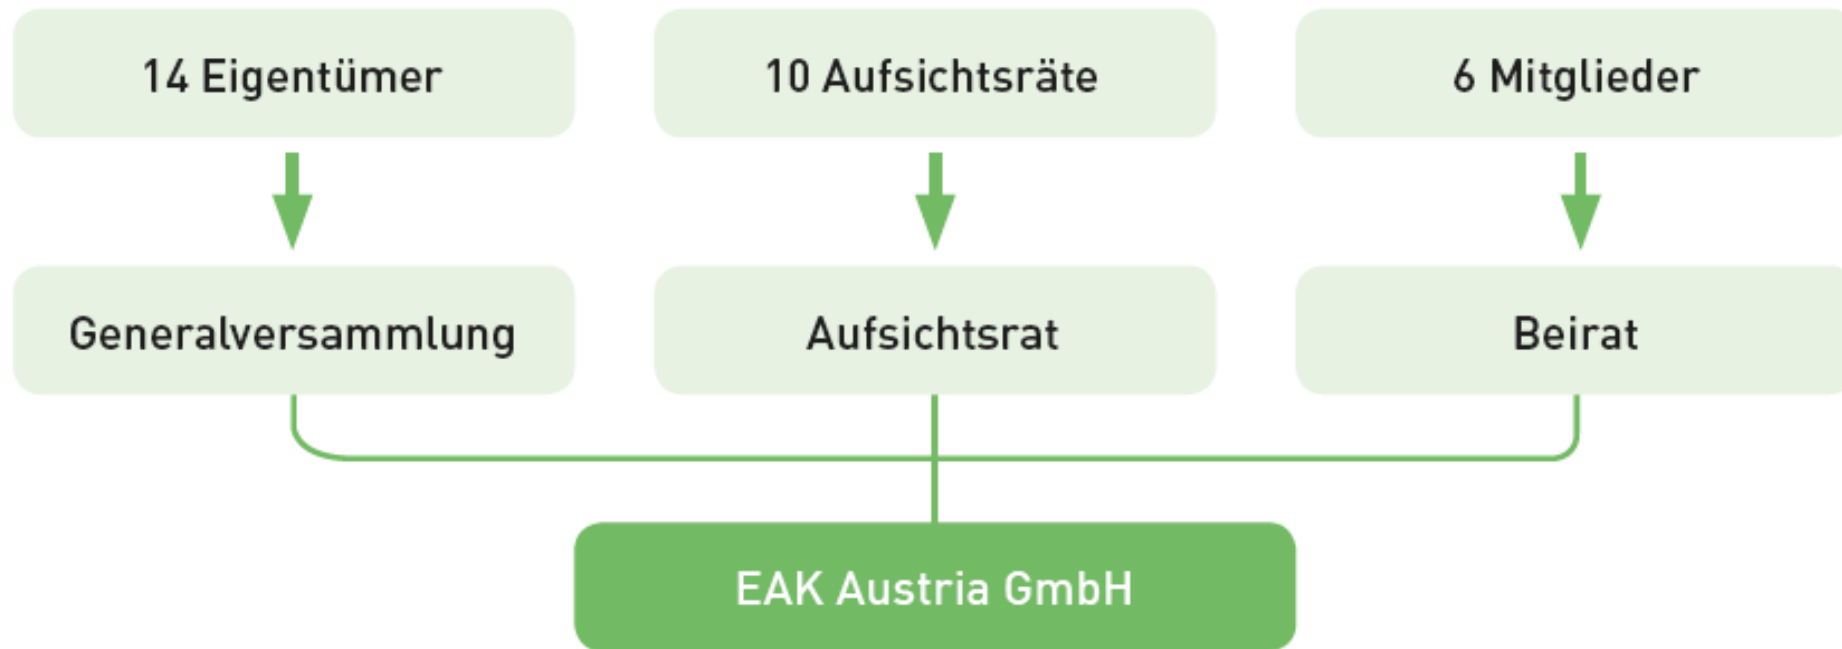 14 Eigentümer
10 Aufsichtsräte
6 Mitglieder
Generalversammlung
Aufsichtsrat
Beirat
EAK Austria GmbH